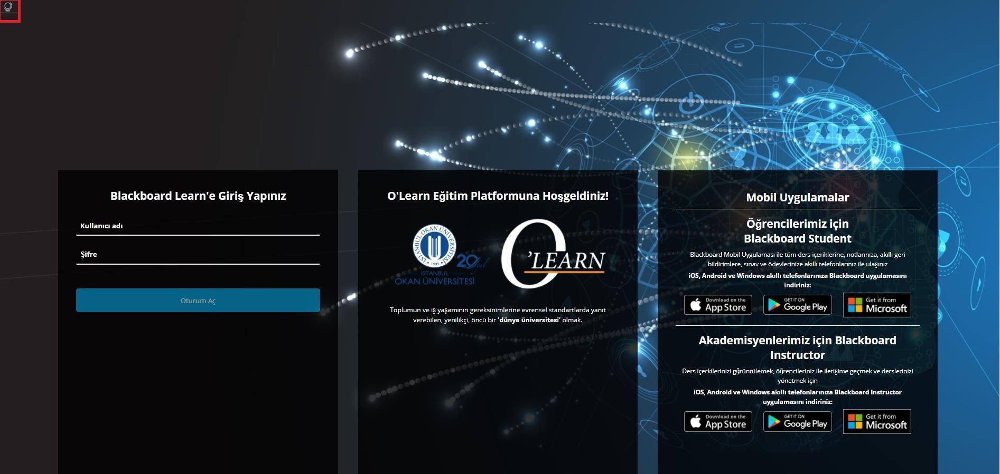 Blackboard Learn'e Giriş Yapınız
Kullanıcı adı
Şifre
Oturum Aç
O'Learn Eğitim Platformuna Hoşgeldiniz!
İSTANBUL OKAN ÜNİVERSİTESİ
1999
20.yıl
İSTANBUL
OKAN ÜNİVERSİTESİ
O'LEARN
Toplumun ve iş yaşamının gereksinimlerine evrensel standartlarda yanıt
verebilen, yenilikçi, öncü bir 'dünya üniversitesi' olmak.
Mobil Uygulamalar
Öğrencilerimiz için
Blackboard Student
Blackboard Mobil Uygulaması ile tüm ders içeriklerine, notlarınıza, akıllı geri
bildirimlere, sınav ve ödevlerinize akıllı telefonlarınız ile ulaşınız
iOS, Android ve Windows akıllı telefonlarınıza Blackboard uygulamasını
indiriniz:
Download on the
App Store
GET IT ON
Google Play
Get it from
Microsoft
Akademisyenlerimiz için Blackboard
Instructor
Ders içerkilerinizi görüntülemek, öğrencileriniz ile iletişime geçmek ve derslerinizi
yönetmek için
iOS, Android ve Windows akıllı telefonlarınıza Blackboard Instructor
uygulamasını indiriniz:
Download on the
App Store
GET IT ON
Google Play
Get it from
Microsoft